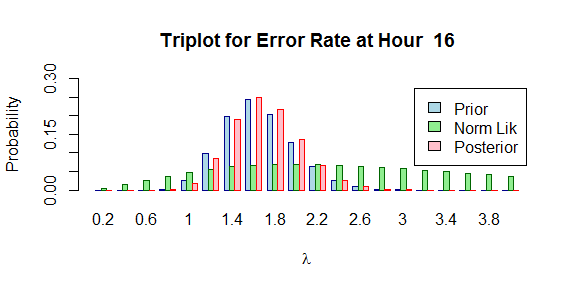 Triplot for Error Rate at Hour 16
Probability
0.30
0.15
0.00
Prior
Norm Lik
Posterior
0.2 0.6 1 1.4 1.8 2.2 2.6 3 3.4 3.8
λ